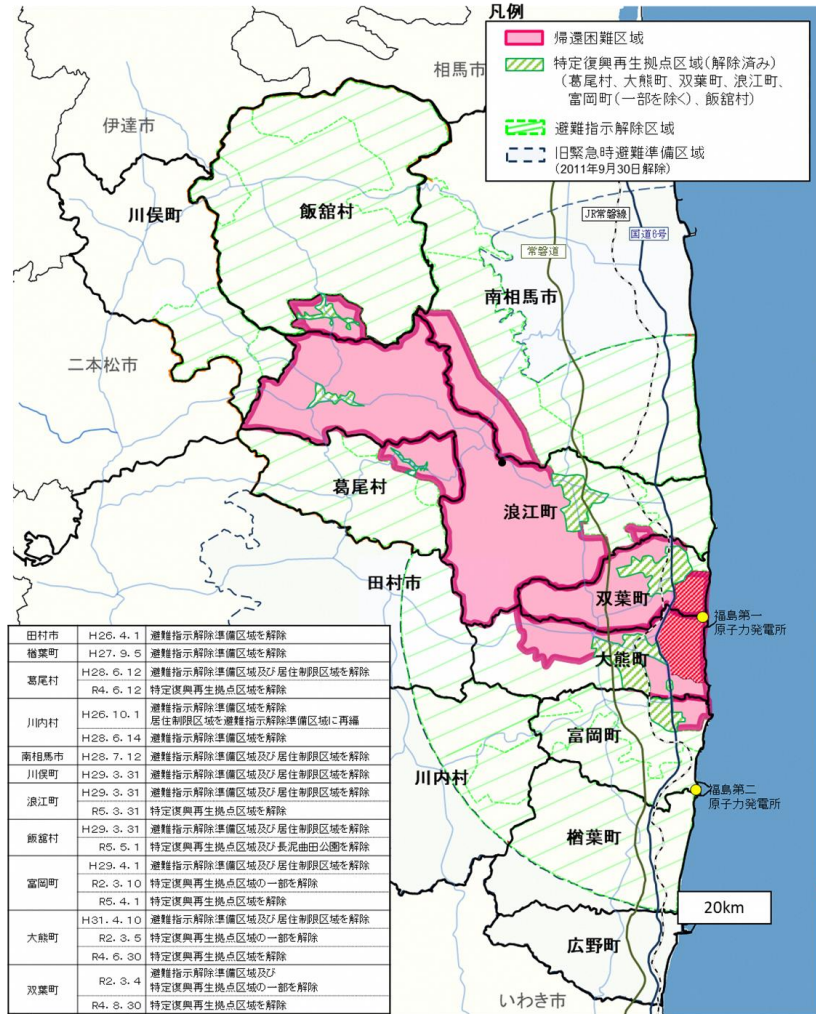 凡例
帰還困難区域
特定復興再生拠点区域(解除済み)
(葛尾村、大熊町、双葉町、浪江町、
富岡町(一部を除く)、飯舘村)
避難指示解除区域
旧緊急時避難準備区域
(2011年9月30日解除)
相馬市
伊達市
川俣町
飯舘村
JR常磐線
国道6号
常磐道
南相馬市
二本松市
葛尾村
浪江町
田村市
双葉町
福島第一
原子力発電所
大熊町
富岡町
川内村
福島第二
原子力発電所
楢葉町
20km
広野町
いわき市
田村市 H26.4.1 避難指示解除準備区域を解除
楢葉町 H27.9.5 避難指示解除準備区域を解除
葛尾村 H28.6.12 避難指示解除準備区域及び居住制限区域を解除
R4.6.12 特定復興再生拠点区域を解除
川内村 H26.10.1 避難指示解除準備区域を解除
居住制限区域を避難指示解除準備区域に再編
H28.6.14 避難指示解除準備区域を解除
南相馬市 H28.7.12 避難指示解除準備区域及び居住制限区域を解除
川俣町 H29.3.31 避難指示解除準備区域及び居住制限区域を解除
浪江町 H29.3.31 避難指示解除準備区域及び居住制限区域を解除
R5.3.31 特定復興再生拠点区域を解除
飯舘村 H29.3.31 避難指示解除準備区域及び居住制限区域を解除
R5.5.1 特定復興再生拠点区域及び長泥曲田公園を解除
富岡町 H29.4.1 避難指示解除準備区域及び居住制限区域を解除
R2.3.10 特定復興再生拠点区域の一部を解除
R5.4.1 特定復興再生拠点区域を解除
大熊町 H31.4.10 避難指示解除準備区域及び居住制限区域を解除
R2.3.5 特定復興再生拠点区域の一部を解除
R4.6.30 特定復興再生拠点区域を解除
双葉町 R2.3.4 避難指示解除準備区域及び
特定復興再生拠点区域の一部を解除
R4.8.30 特定復興再生拠点区域を解除